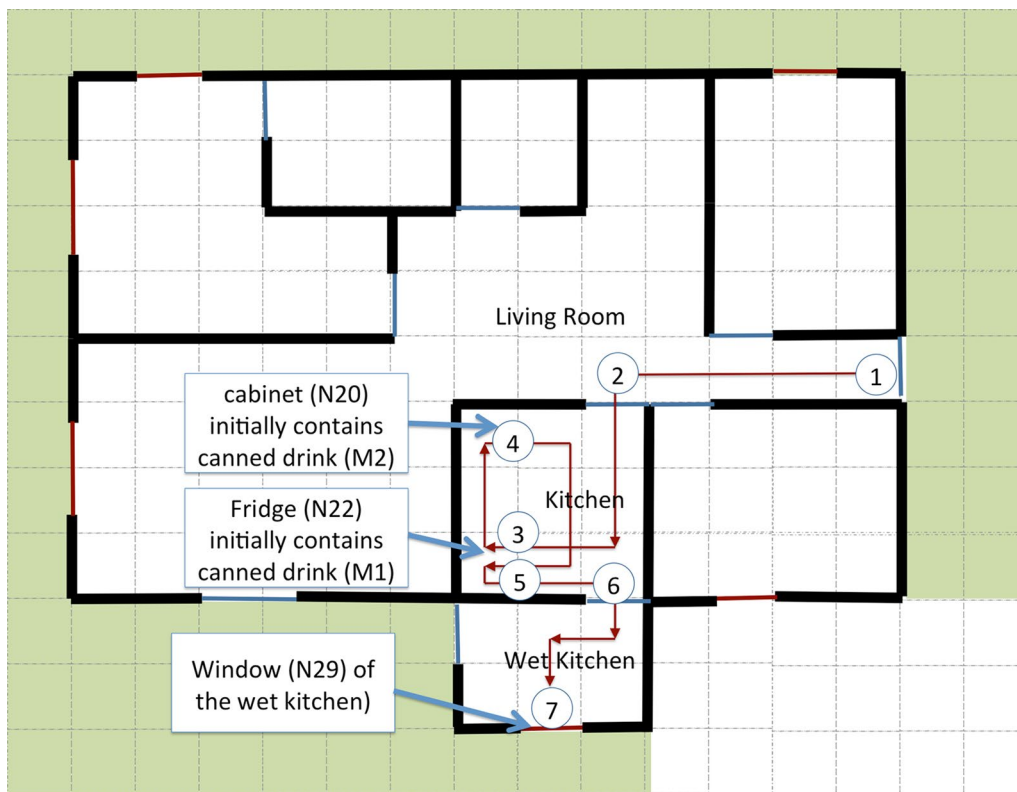 Living Room
1
2
cabinet (N20)
initially contains
canned drink (M2)
4
Kitchen
Fridge (N22)
initially contains
canned drink (M1)
3
5
6
Wet Kitchen
Window (N29) of
the wet kitchen)
7